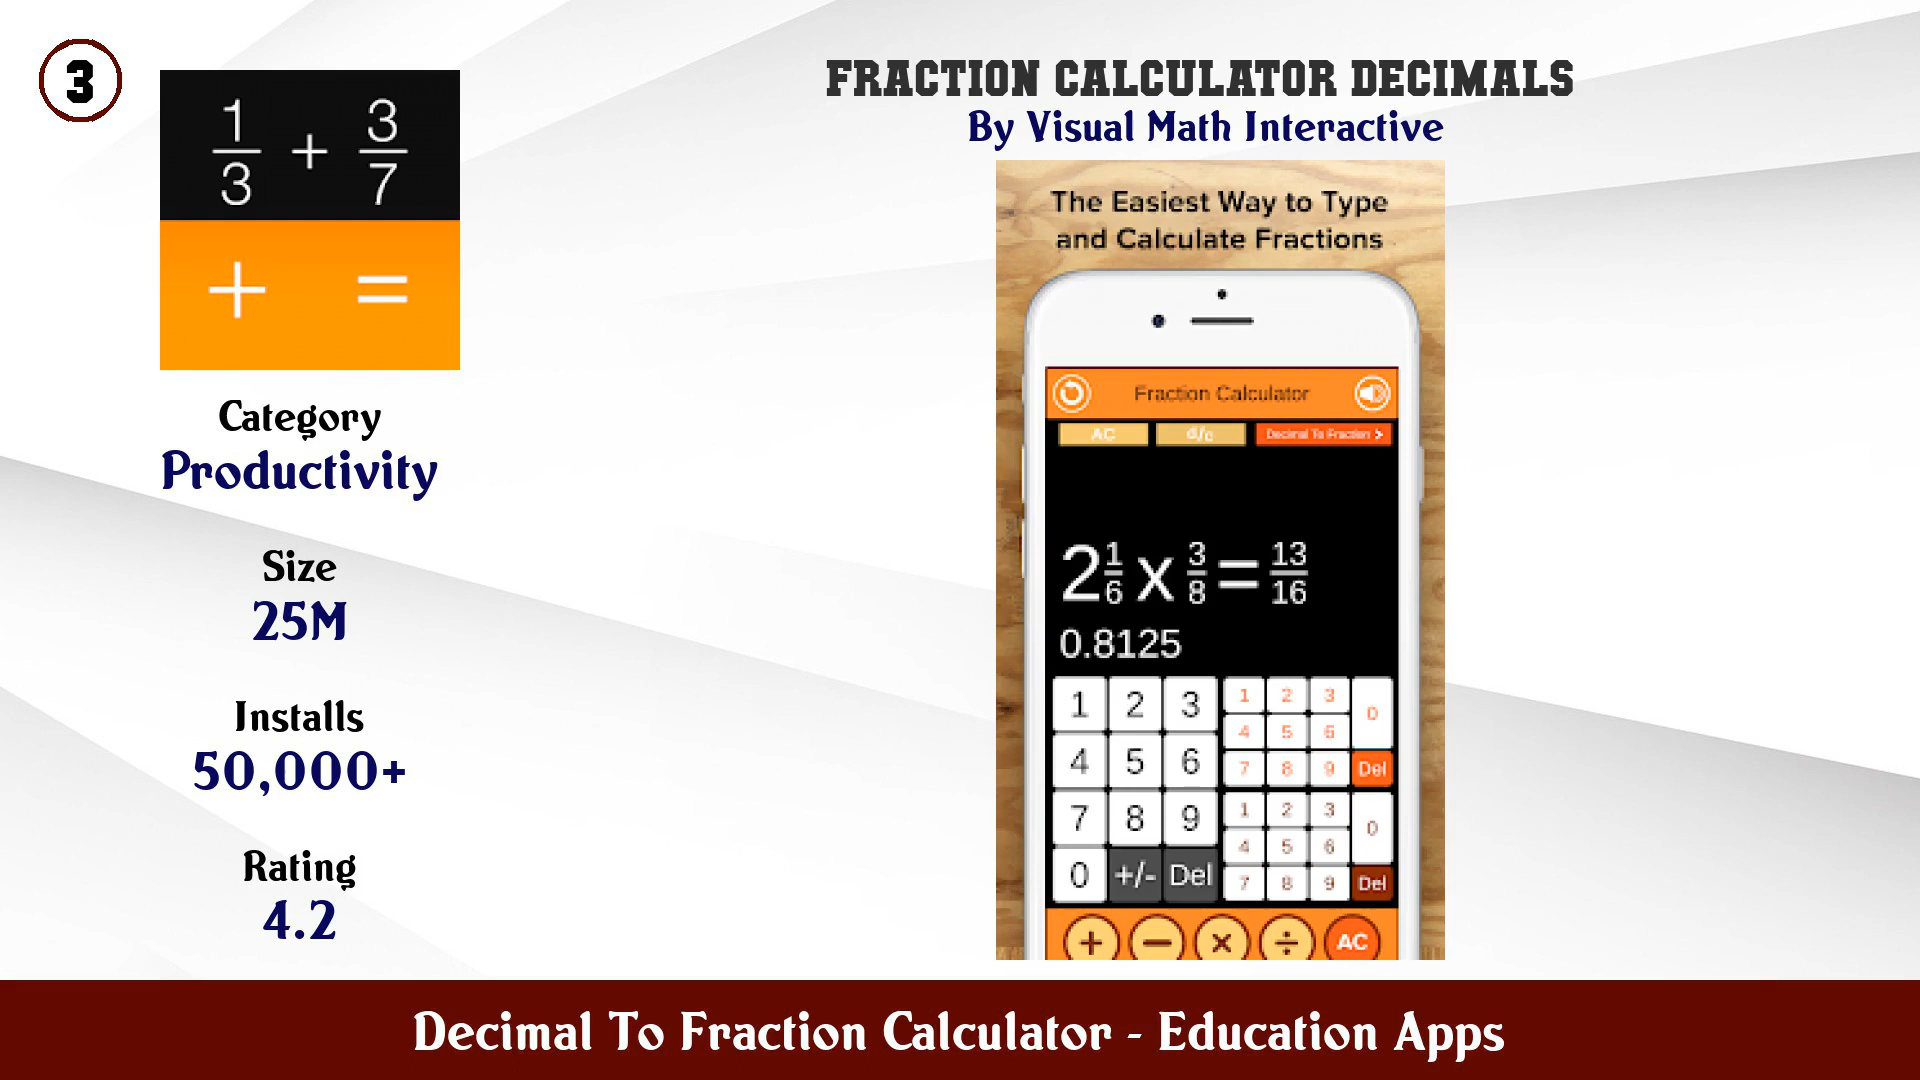 3
1/3 + 3/7
+ =
Category
Productivity
Size
25M
Installs
50,000+
Rating
4.2
FRACTION CALCULATOR DECIMALS
By Visual Math Interactive
The Easiest Way to Type
and Calculate Fractions
Fraction Calculator
AC d/c Decimal To Fraction >
2 1/6 x 3/8 = 13/16
0.8125
1 2 3
4 5 6
7 8 9
0 +/- Del
1 2 3 0
4 5 6
7 8 9 Del
1 2 3 0
4 5 6
7 8 9 Del
+ − × ÷ AC
Decimal To Fraction Calculator - Education Apps